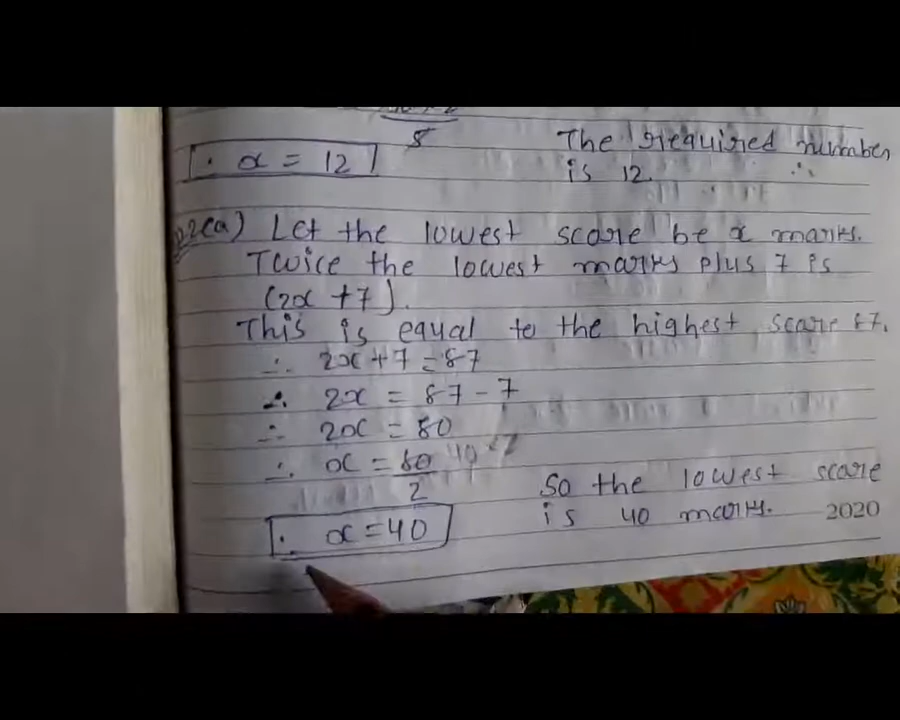 8
∴ x = 12
The required number
is 12.
Q2(a) Let the lowest score be x marks.
Twice the lowest marks plus 7 is
(2x + 7).
This is equal to the highest score 87.
∴ 2x + 7 = 87
∴ 2x = 87 - 7
∴ 2x = 80
∴ x = 80
2
∴ x = 40
So the lowest score
is 40 marks.
2020